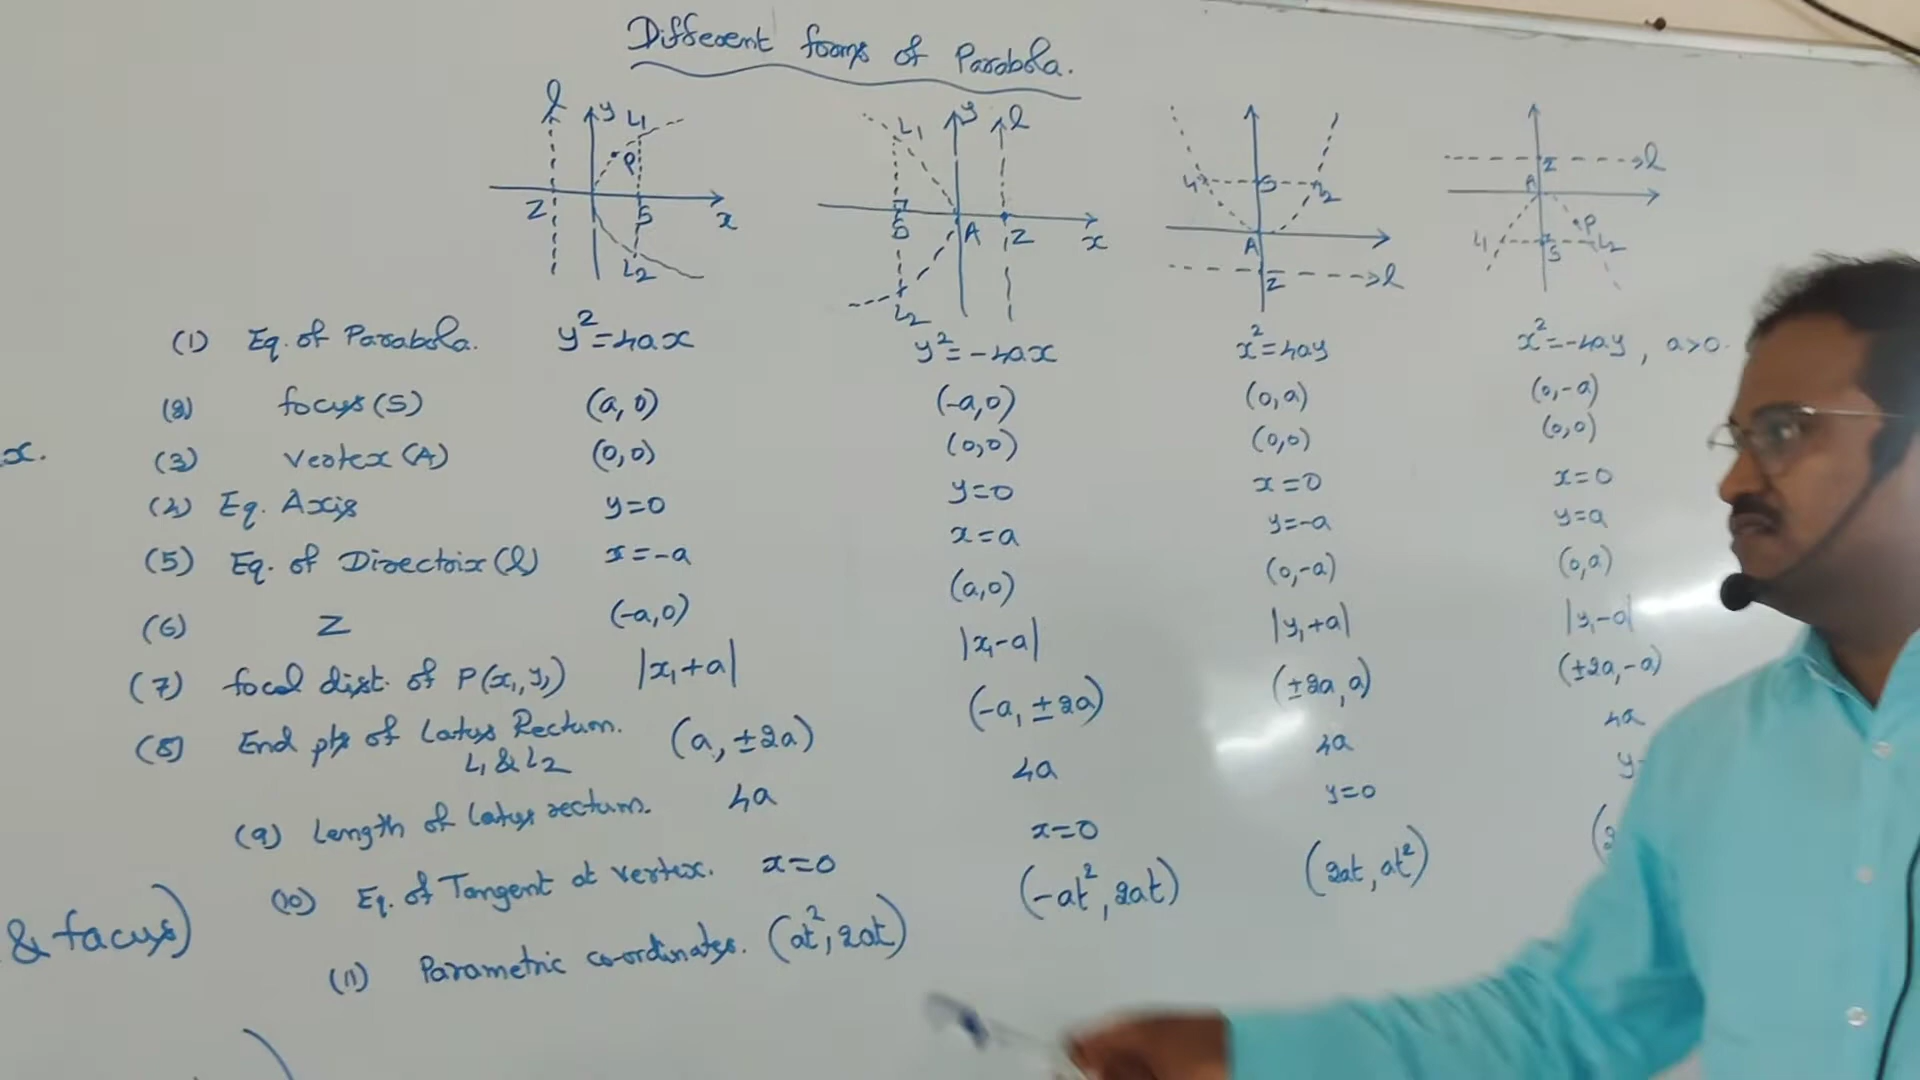 Different forms of Parabola.
l y L1 P Z S x L2
L1 y l S A Z x L2
L1 S L2 A Z l
Z l A P L1 S L2
(1) Eq. of Parabola. y²=4ax y²=-4ax x²=4ay x²=-4ay, a>0.
(2) focus(S) (a, 0) (-a,0) (0,a) (0,-a)
x. (3) vertex (A) (0,0) (0,0) (0,0) (0,0)
(4) Eq. Axis y=0 y=0 x=0 x=0
(5) Eq. of Directrix(l) x=-a x=a y=-a y=a
(6) Z (-a,0) (a,0) (0,-a) (0,a)
(7) focal dist. of P(x₁,y₁) |x₁+a| |x₁-a| |y₁+a| |y₁-a|
(8) End pts of Latus Rectum. (a, ±2a) (-a, ±2a) (±2a, a) (±2a,-a)
L1 & L2
(9) Length of Latus rectum. 4a 4a 4a 4a
(10) Eq. of Tangent at vertex. x=0 x=0 y=0 y
& facus) (11) Parametric co-ordinates. (at², 2at) (-at², 2at) (2at, at²) (2